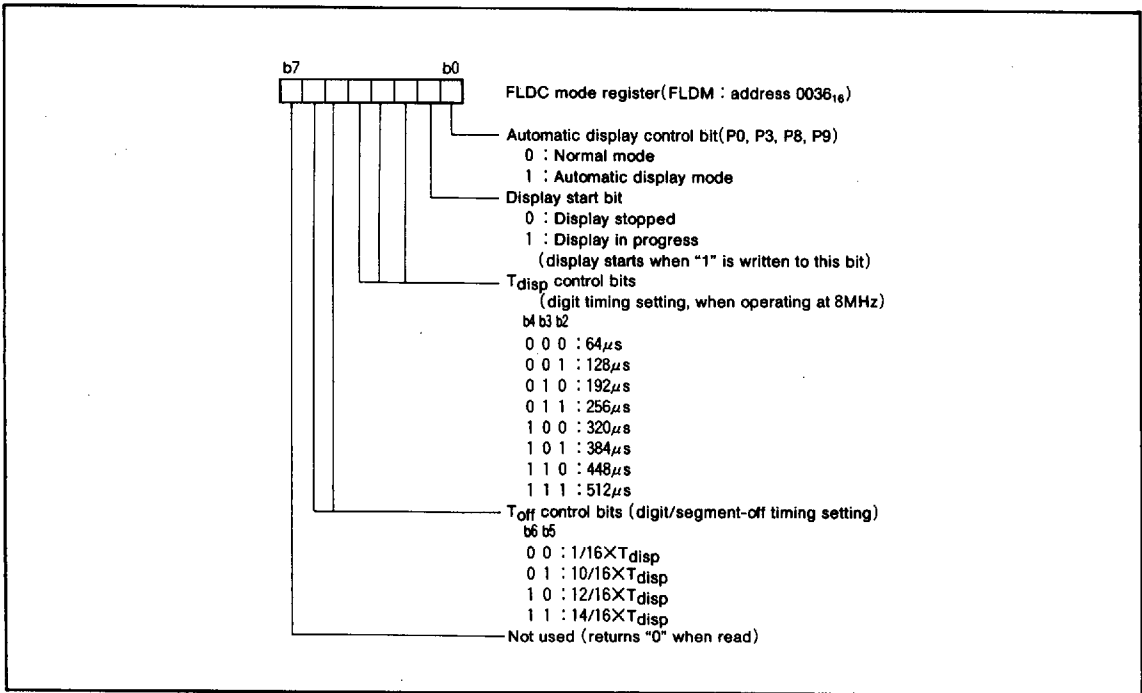 b7 b0
FLDC mode register(FLDM : address 0036₁₆)
Automatic display control bit(P0, P3, P8, P9)
0 : Normal mode
1 : Automatic display mode
Display start bit
0 : Display stopped
1 : Display in progress
(display starts when “1” is written to this bit)
Tdisp control bits
(digit timing setting, when operating at 8MHz)
b4 b3 b2
0 0 0 : 64μs
0 0 1 : 128μs
0 1 0 : 192μs
0 1 1 : 256μs
1 0 0 : 320μs
1 0 1 : 384μs
1 1 0 : 448μs
1 1 1 : 512μs
Toff control bits (digit/segment-off timing setting)
b6 b5
0 0 : 1/16×Tdisp
0 1 : 10/16×Tdisp
1 0 : 12/16×Tdisp
1 1 : 14/16×Tdisp
Not used (returns “0” when read)